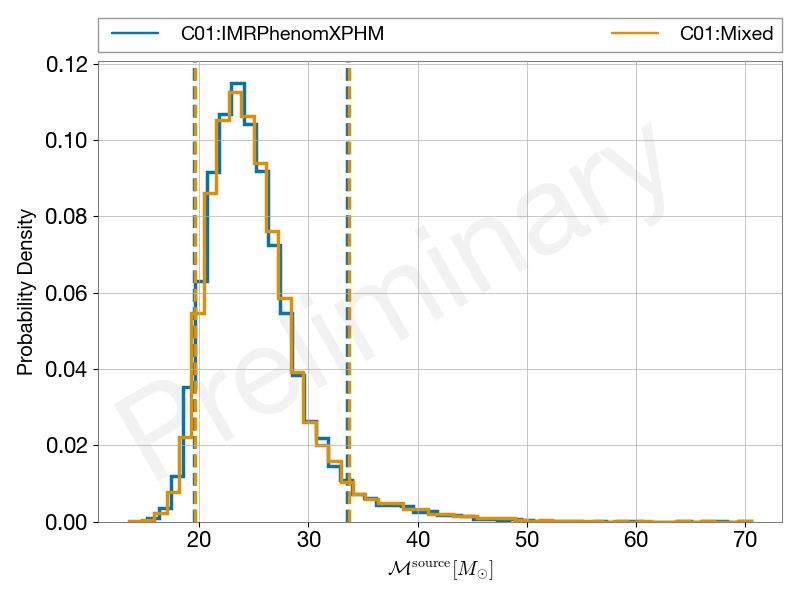 C01:IMRPhenomXPHM C01:Mixed
0.12
0.10
0.08
0.06
0.04
0.02
0.00
Probability Density
Preliminary
20 30 40 50 60 70
ℳ^source[M_⊙]